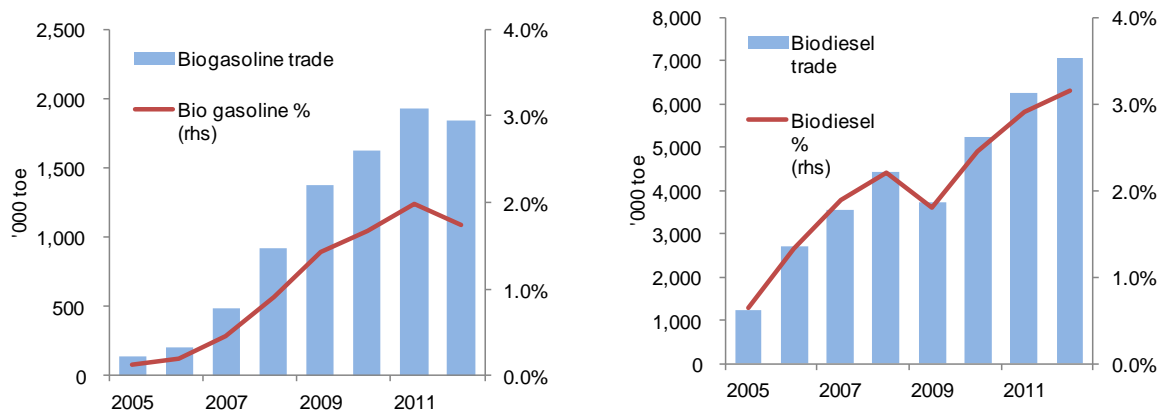 2,500
2,000
1,500
1,000
500
0
'000 toe
Biogasoline trade
Bio gasoline %
(rhs)
4.0%
3.0%
2.0%
1.0%
0.0%
2005 2007 2009 2011
8,000
7,000
6,000
5,000
4,000
3,000
2,000
1,000
0
'000 toe
Biodiesel
trade
Biodiesel
%
(rhs)
4.0%
3.0%
2.0%
1.0%
0.0%
2005 2007 2009 2011